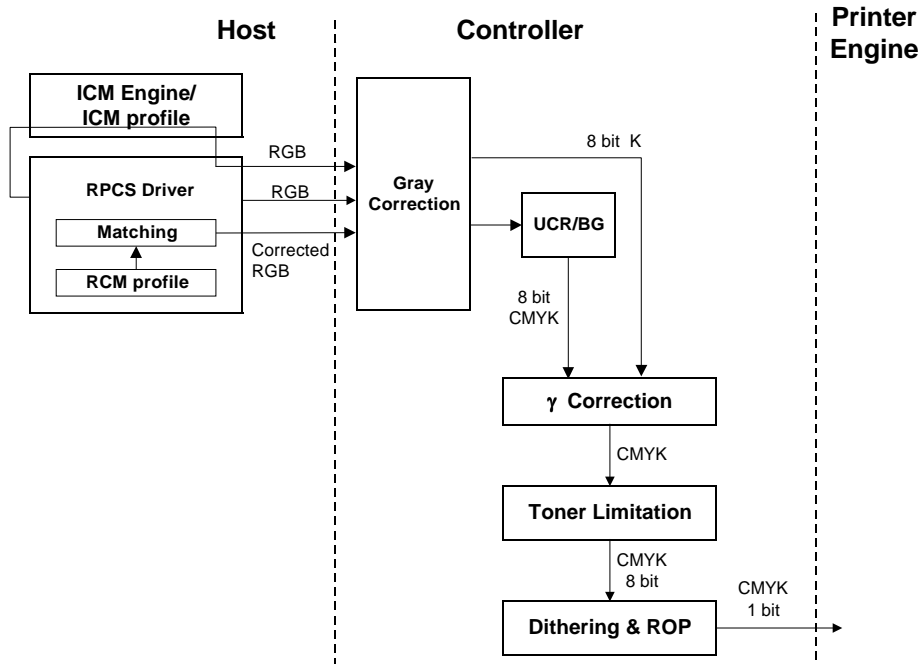 Host
Controller
Printer
Engine
ICM Engine/
ICM profile
RPCS Driver
Matching
RCM profile
RGB
RGB
Corrected
RGB
Gray
Correction
8 bit K
UCR/BG
8 bit
CMYK
γ Correction
CMYK
Toner Limitation
CMYK
8 bit
Dithering & ROP
CMYK
1 bit